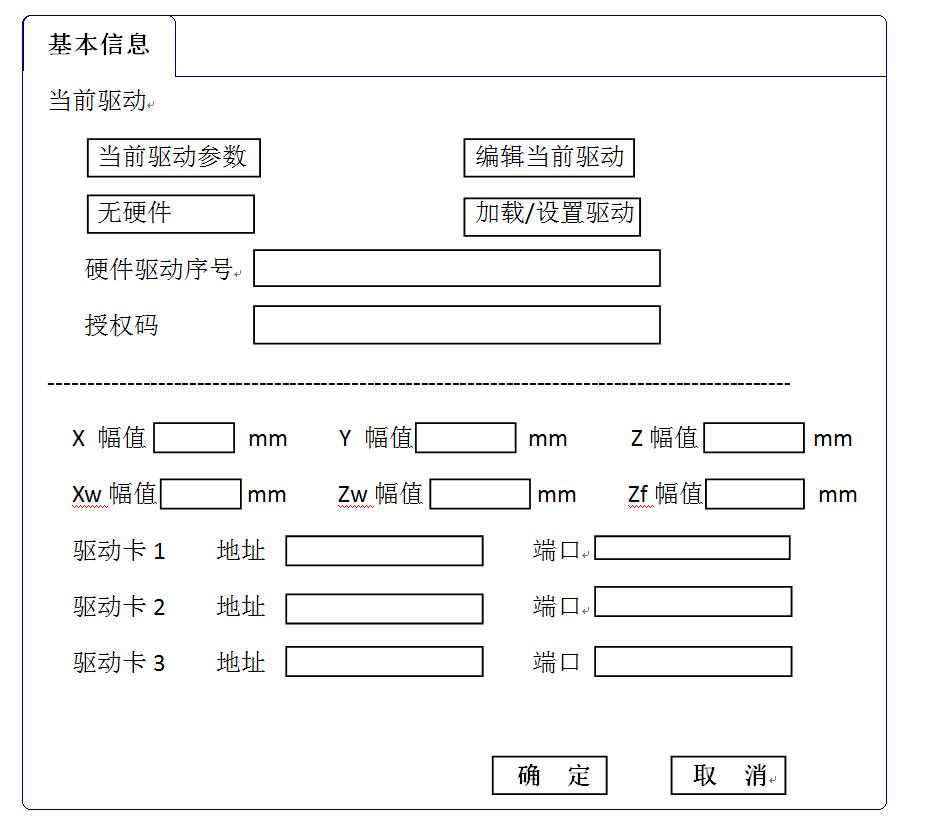 基本信息
当前驱动
当前驱动参数 编辑当前驱动
无硬件 加载/设置驱动
硬件驱动序号
授权码
X 幅值 mm Y 幅值 mm Z 幅值 mm
Xw 幅值 mm Zw 幅值 mm Zf 幅值 mm
驱动卡 1 地址 端口
驱动卡 2 地址 端口
驱动卡 3 地址 端口
确 定 取 消